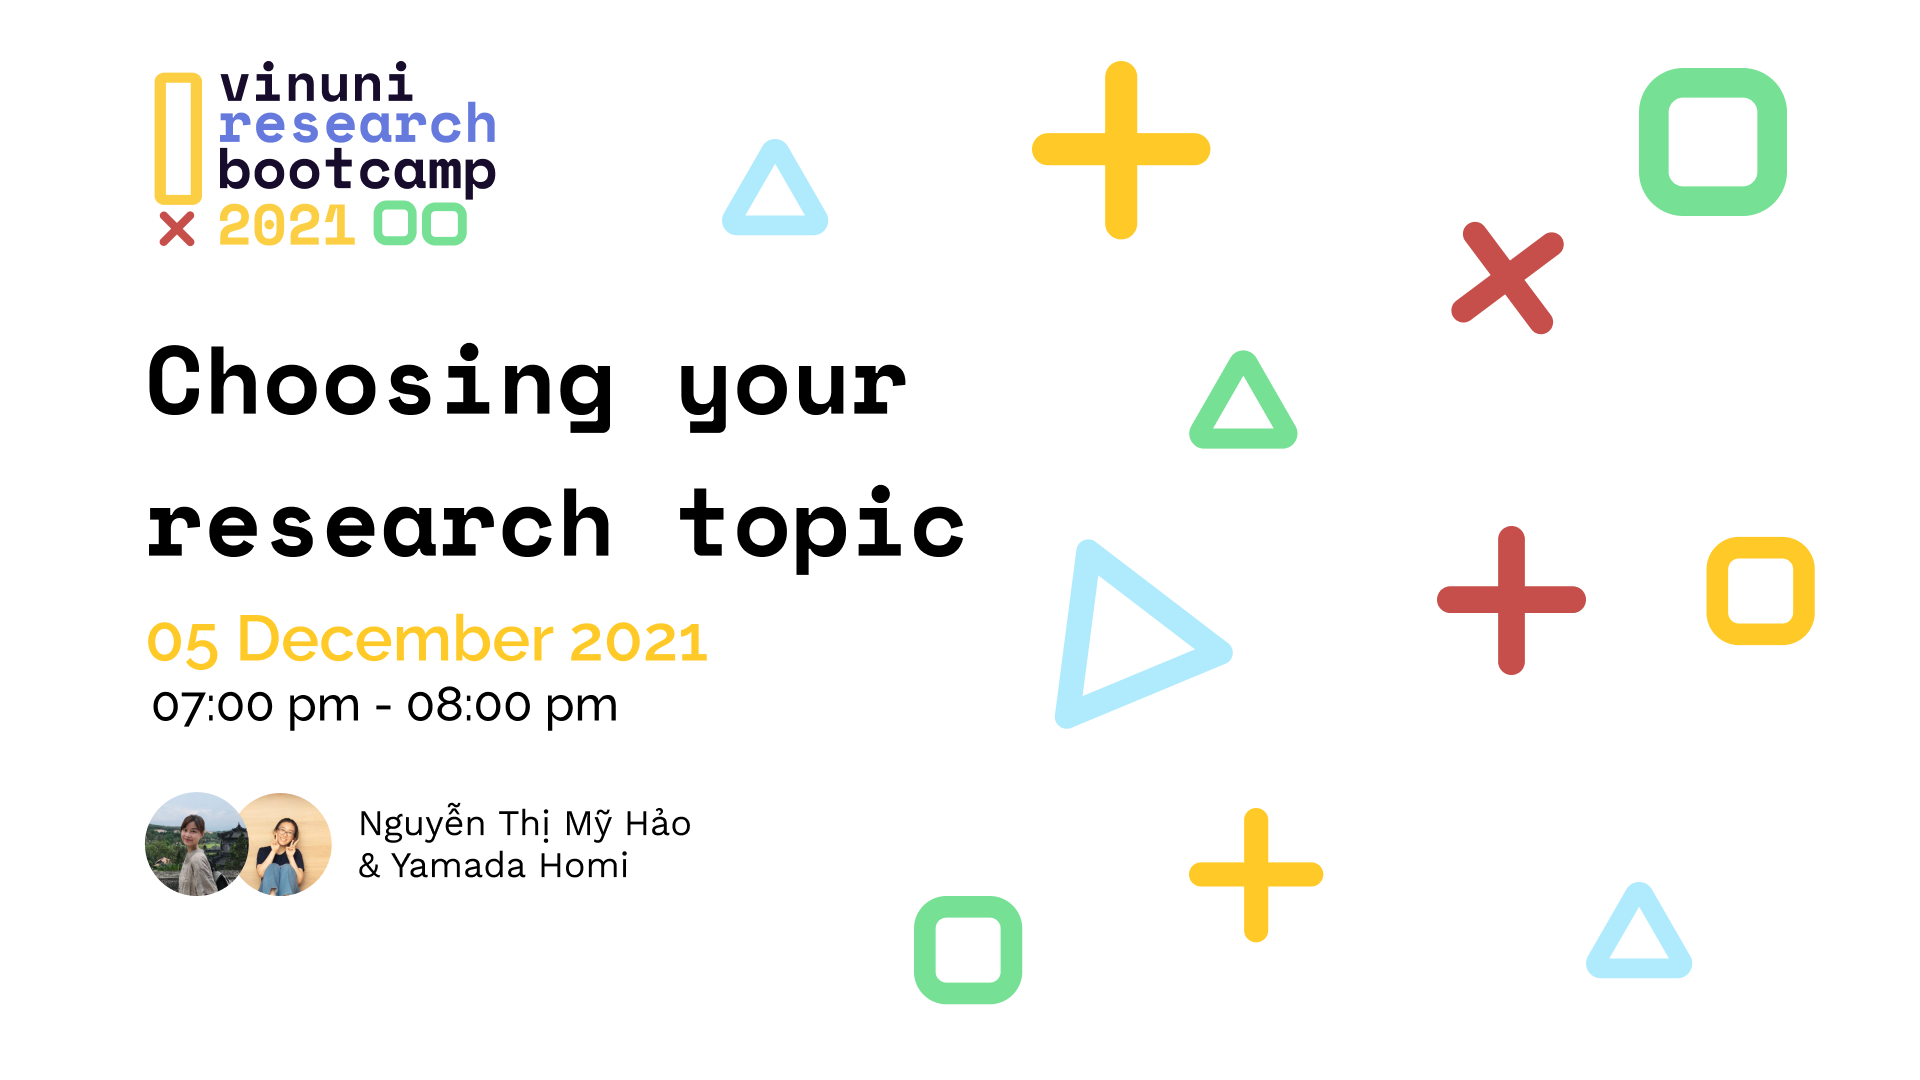 vinuni
research
bootcamp
2021
Choosing your
research topic
05 December 2021
07:00 pm - 08:00 pm
Nguyễn Thị Mỹ Hảo
& Yamada Homi